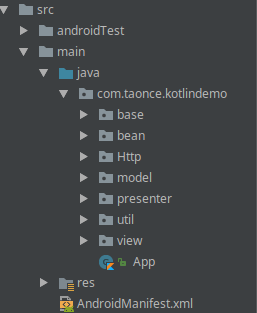 src
androidTest
main
java
com.taonce.kotlindemo
base
bean
Http
model
presenter
util
view
App
res
AndroidManifest.xml